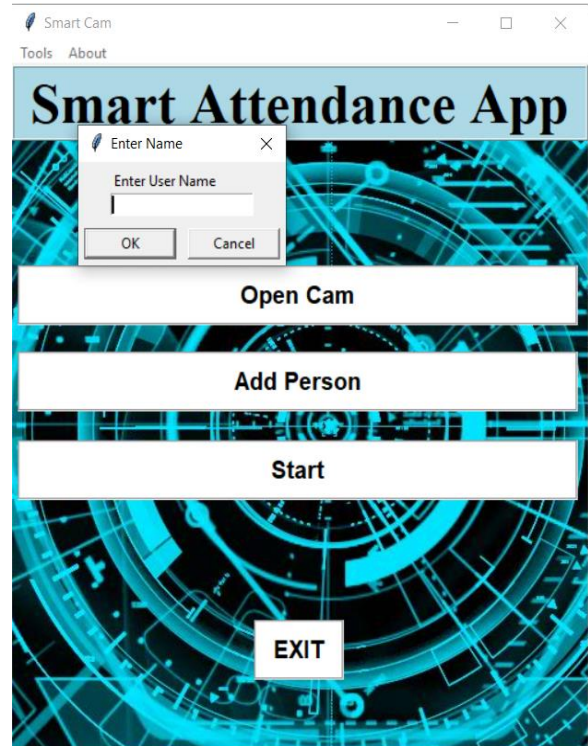 Smart Cam
Tools About
Smart Attendance App
Enter Name
Enter User Name
OK Cancel
Open Cam
Add Person
Start
EXIT